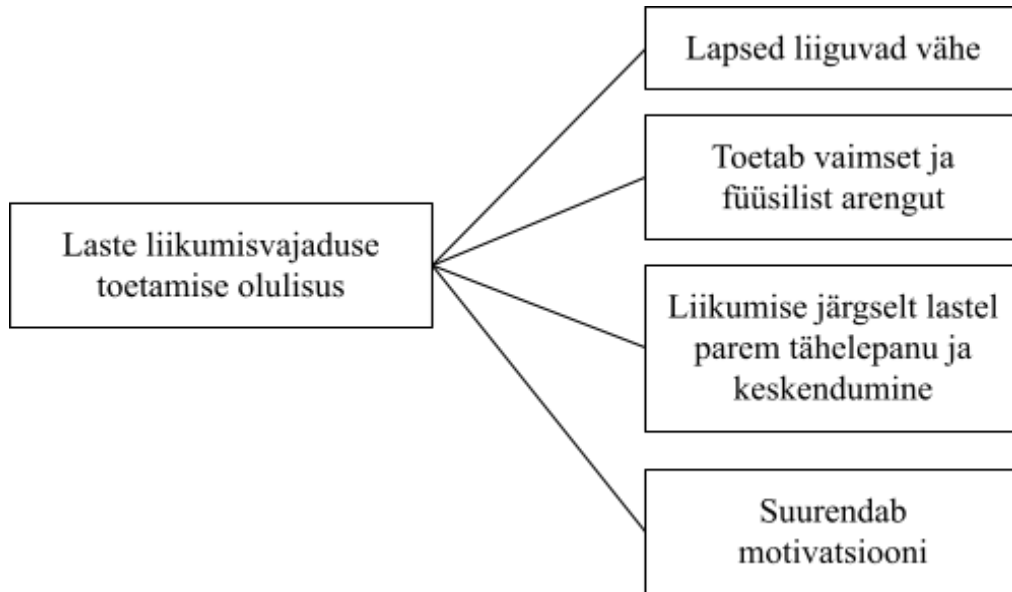 Laste liikumisvajaduse
toetamise olulisus
Lapsed liiguvad vähe
Toetab vaimset ja
füüsilist arengut
Liikumise järgselt lastel
parem tähelepanu ja
keskendumine
Suurendab
motivatsiooni